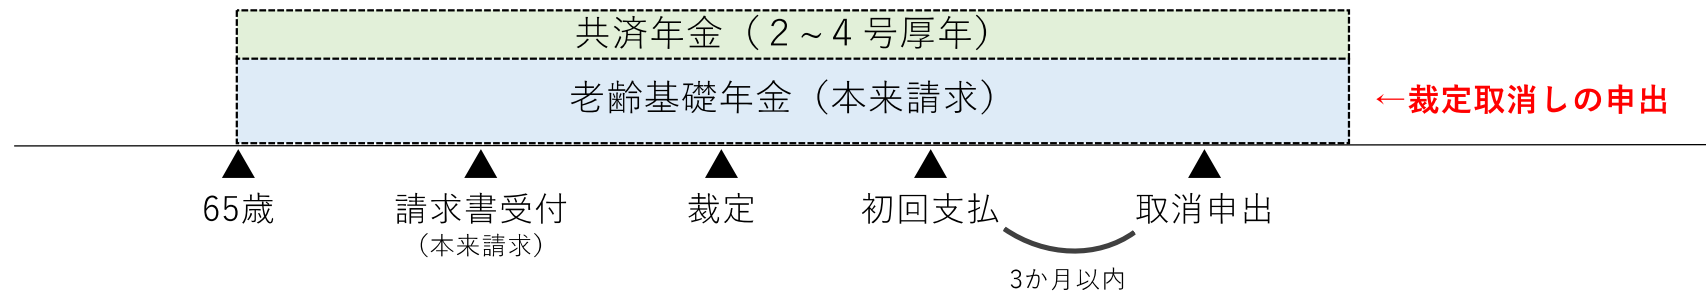 共済年金（２～４号厚年）
老齢基礎年金（本来請求）
←裁定取消しの申出
65歳
請求書受付
（本来請求）
裁定
初回支払
取消申出
3か月以内